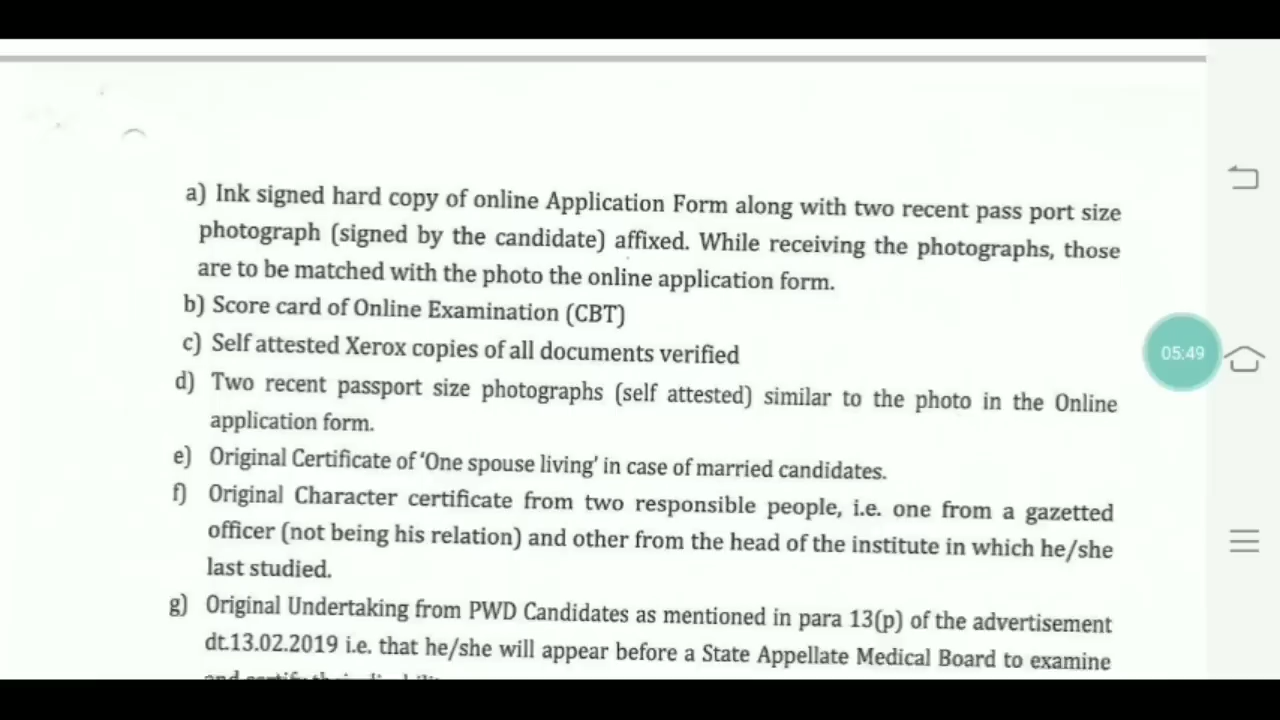 a) Ink signed hard copy of online Application Form along with two recent pass port size
photograph (signed by the candidate) affixed. While receiving the photographs, those
are to be matched with the photo the online application form.
b) Score card of Online Examination (CBT)
c) Self attested Xerox copies of all documents verified
05:49
d) Two recent passport size photographs (self attested) similar to the photo in the Online
application form.
e) Original Certificate of ‘One spouse living’ in case of married candidates.
f) Original Character certificate from two responsible people, i.e. one from a gazetted
officer (not being his relation) and other from the head of the institute in which he/she
last studied.
g) Original Undertaking from PWD Candidates as mentioned in para 13(p) of the advertisement
dt.13.02.2019 i.e. that he/she will appear before a State Appellate Medical Board to examine